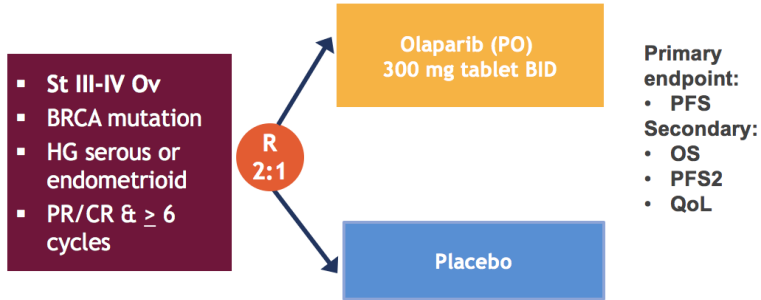 ▪ St III-IV Ov
▪ BRCA mutation
▪ HG serous or
endometrioid
▪ PR/CR & ≥ 6
cycles
R
2:1
Olaparib (PO)
300 mg tablet BID
Placebo
Primary
endpoint:
• PFS
Secondary:
• OS
• PFS2
• QoL